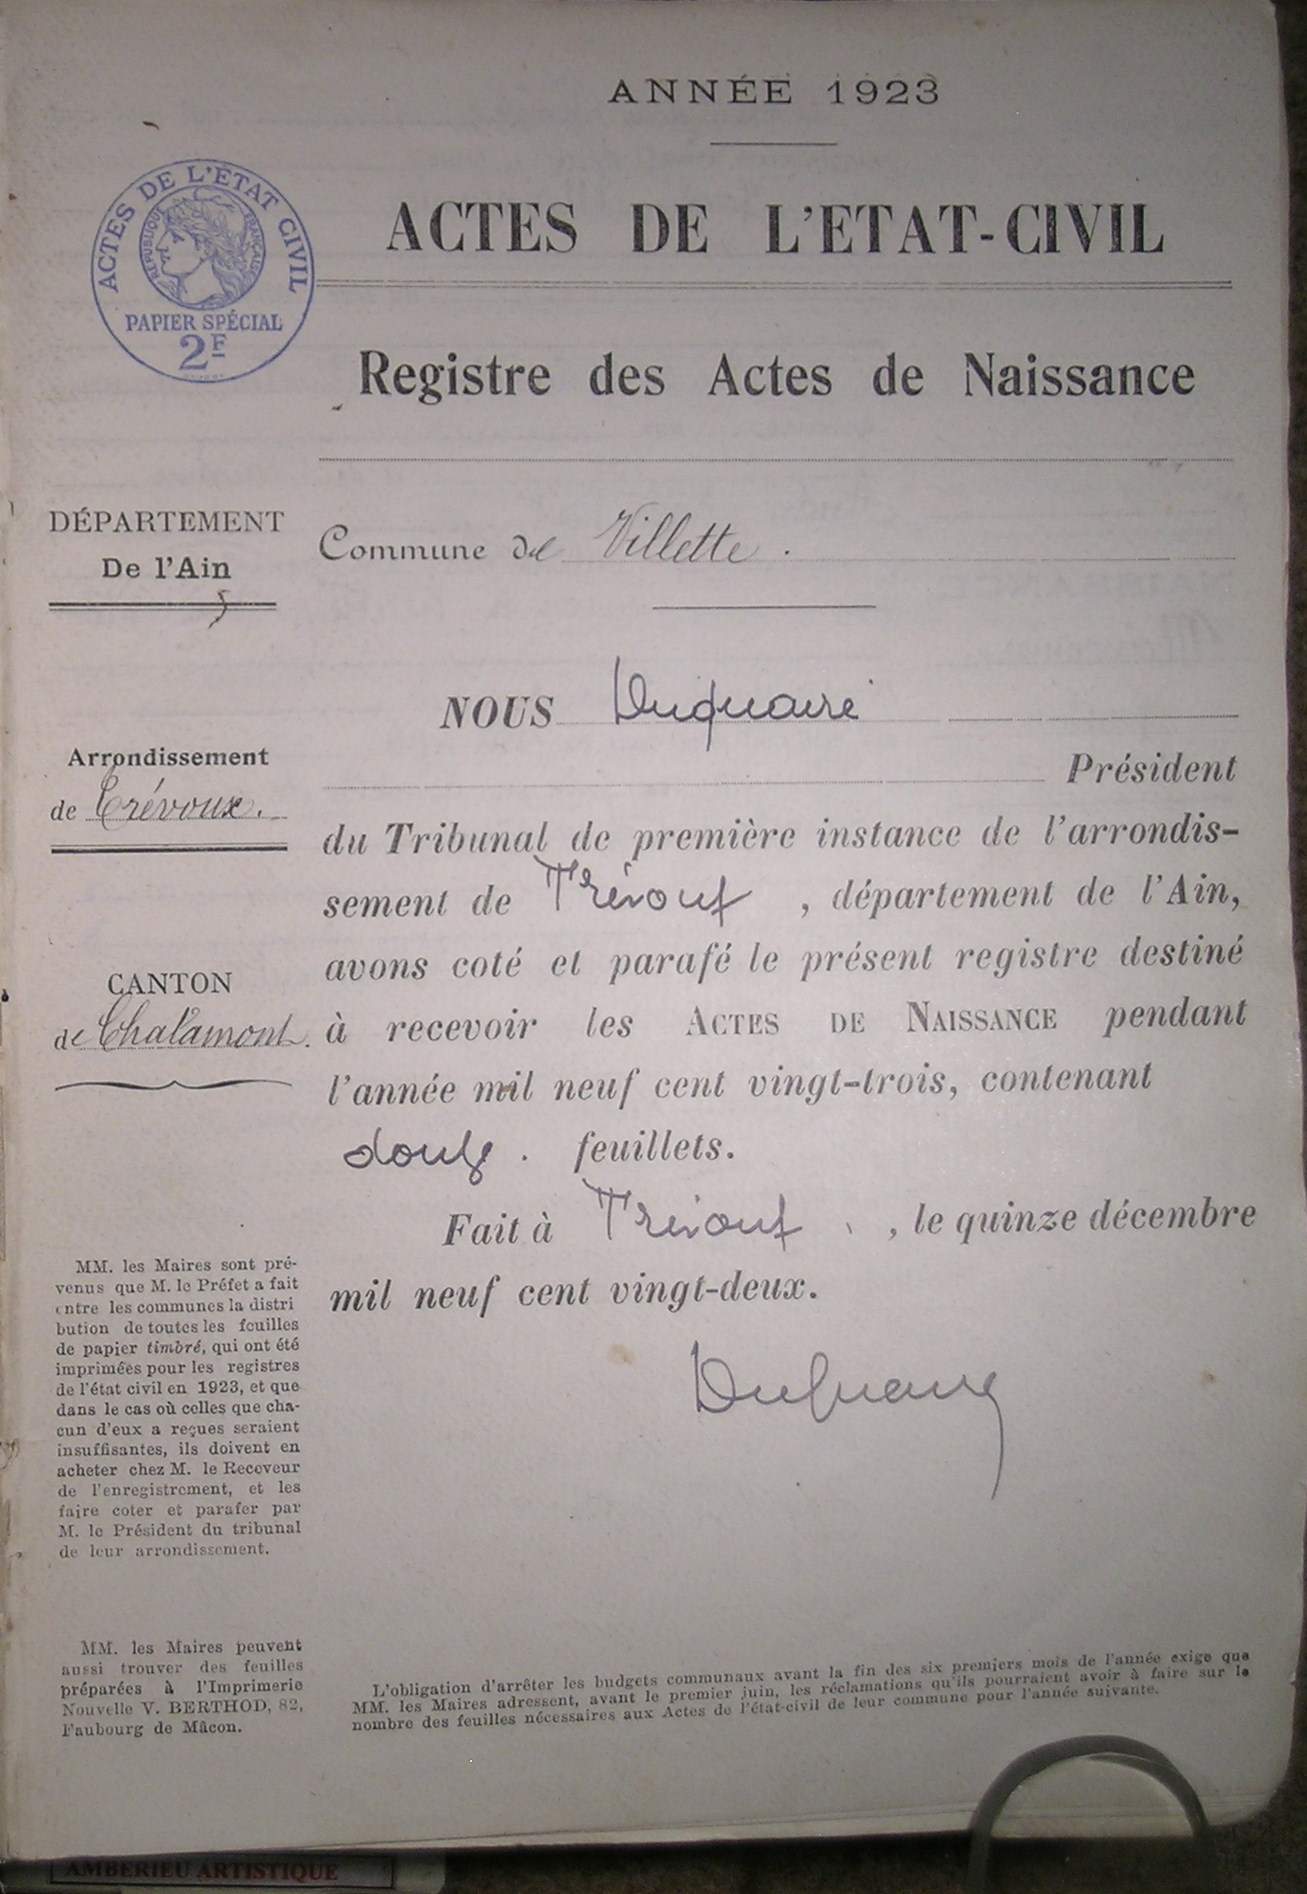 ANNÉE 1923
ACTES DE L'ÉTAT CIVIL
RÉPUBLIQUE FRANÇAISE
PAPIER SPÉCIAL
2F
ACTES DE L'ETAT-CIVIL
Registre des Actes de Naissance
DÉPARTEMENT
De l'Ain
Commune de Villette.
Arrondissement
de Trévoux.
CANTON
de Chalamont.
NOUS Duquaire
Président
du Tribunal de première instance de l'arrondis-
sement de Trévoux, département de l'Ain,
avons coté et parafé le présent registre destiné
à recevoir les ACTES DE NAISSANCE pendant
l'année mil neuf cent vingt-trois, contenant
douze. feuillets.
Fait à Trévoux, le quinze décembre
mil neuf cent vingt-deux.
Duquaire
MM. les Maires sont pré-
venus que M. le Préfet a fait
entre les communes la distri
bution de toutes les feuilles
de papier timbré, qui ont été
imprimées pour les registres
de l'état civil en 1923, et que
dans le cas où celles que cha-
cun d'eux a reçues seraient
insuffisantes, ils doivent en
acheter chez M. le Receveur
de l'enregistrement, et les
faire coter et parafer par
M. le Président du tribunal
de leur arrondissement.
MM. les Maires peuvent
aussi trouver des feuilles
préparées à l'Imprimerie
Nouvelle V. BERTHOD, 82,
Faubourg de Mâcon.
L'obligation d'arrêter les budgets communaux avant la fin des six premiers mois de l'année exige que
MM. les Maires adressent, avant le premier juin, les réclamations qu'ils pourraient avoir à faire sur le
nombre des feuilles nécessaires aux Actes de l'état-civil de leur commune pour l'année suivante.
AMBERIEU ARTISTIQUE